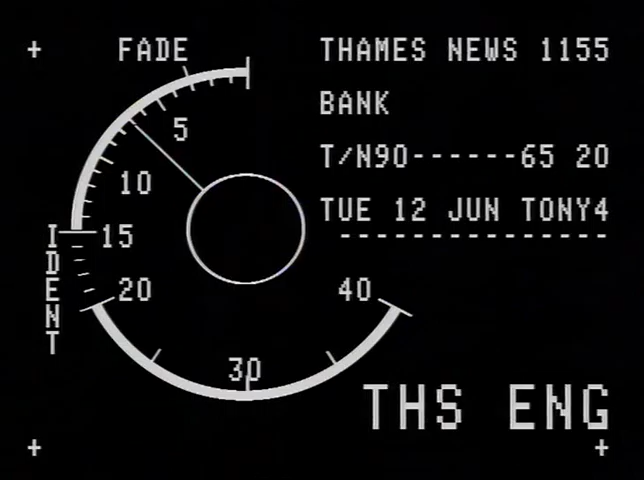 + FADE
THAMES NEWS 1155
BANK
T/N90------65 20
TUE 12 JUN TONY4
---------------
5
10
15
20
30
40
IDENT
THS ENG
+ +